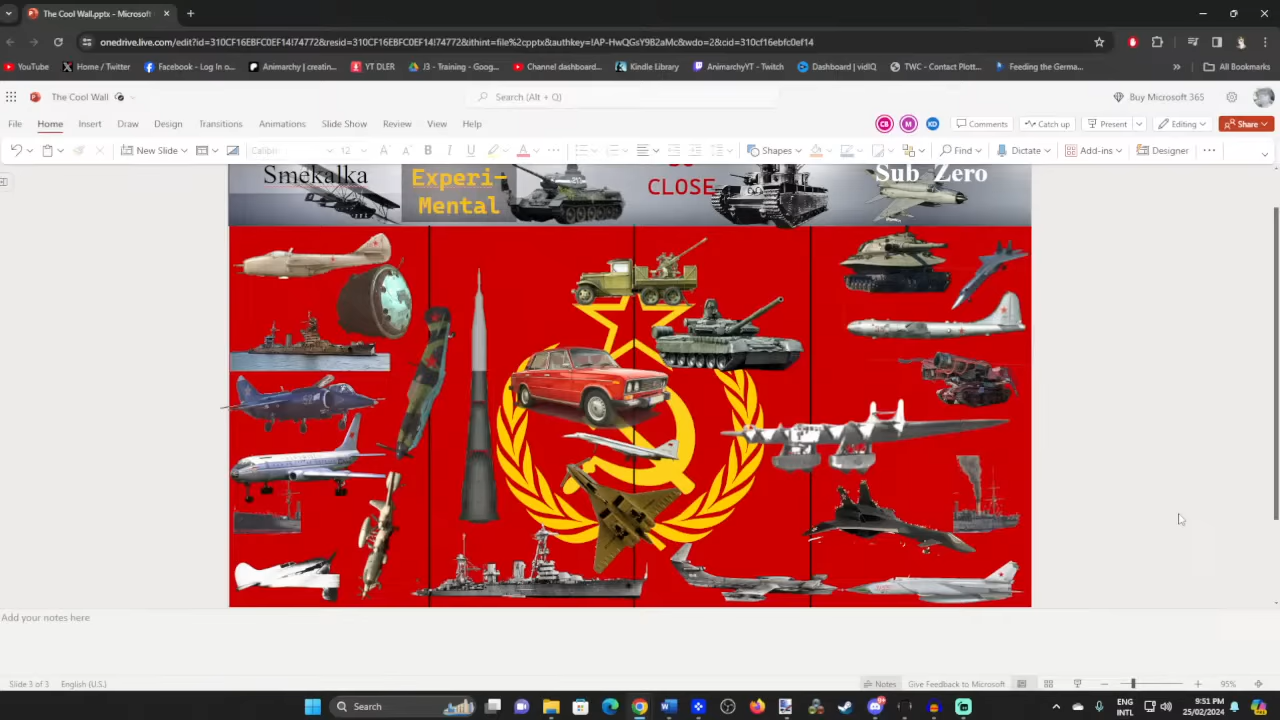 The Cool Wall.pptx - Microsoft
onedrive.live.com/edit?id=310CF16EBFC0EF14!74772&resid=310CF16EBFC0EF14!74772&ithint=file%2cpptx&authkey=!AP-HwQGsY9B2aMc&wdo=2&cid=310cf16ebfc0ef14
YouTube Home / Twitter Facebook - Log In o... Animarchy | creatin... YT DLER J3 - Training - Goog... Channel dashboard... Kindle Library AnimarchyYT - Twitch Dashboard | vidIQ TWC - Contact Plott... Feeding the Germa... » All Bookmarks
The Cool Wall Search (Alt + Q) Buy Microsoft 365
File Home Insert Draw Design Transitions Animations Slide Show Review View Help CB M KD Comments Catch up Present Editing Share
New Slide Calibri 12 B Shapes Find Dictate Add-ins Designer
Smekalka
Experi-
Mental
CLOSE
Sub Zero
Add your notes here
Slide 3 of 3 English (U.S.) Notes Give Feedback to Microsoft 95%
Search ENG
INTL
9:51 PM
25/02/2024